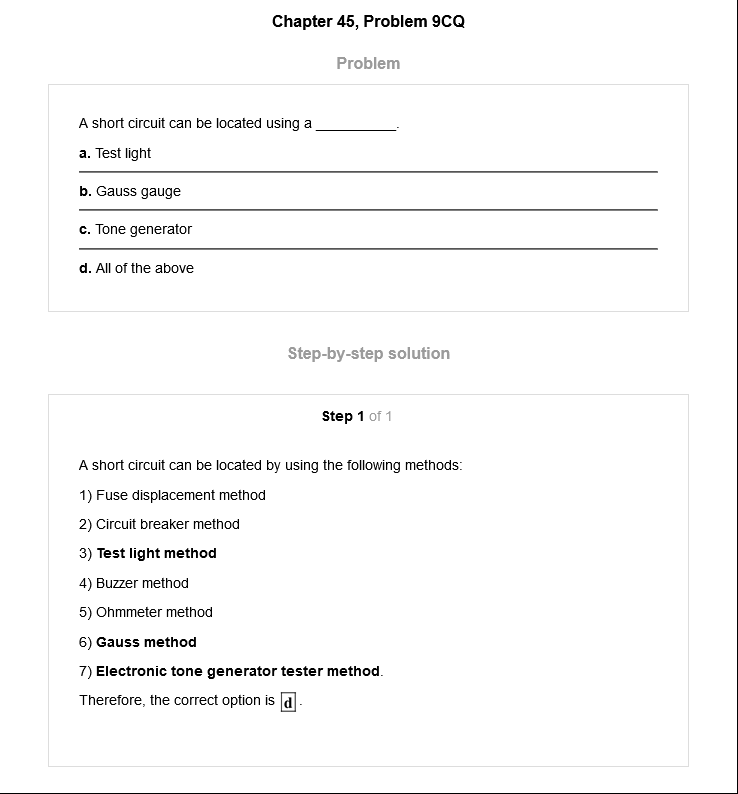 Chapter 45, Problem 9CQ
Problem
A short circuit can be located using a __________.
a. Test light
b. Gauss gauge
c. Tone generator
d. All of the above
Step-by-step solution
Step 1 of 1
A short circuit can be located by using the following methods:
1) Fuse displacement method
2) Circuit breaker method
3) Test light method
4) Buzzer method
5) Ohmmeter method
6) Gauss method
7) Electronic tone generator tester method.
Therefore, the correct option is d.